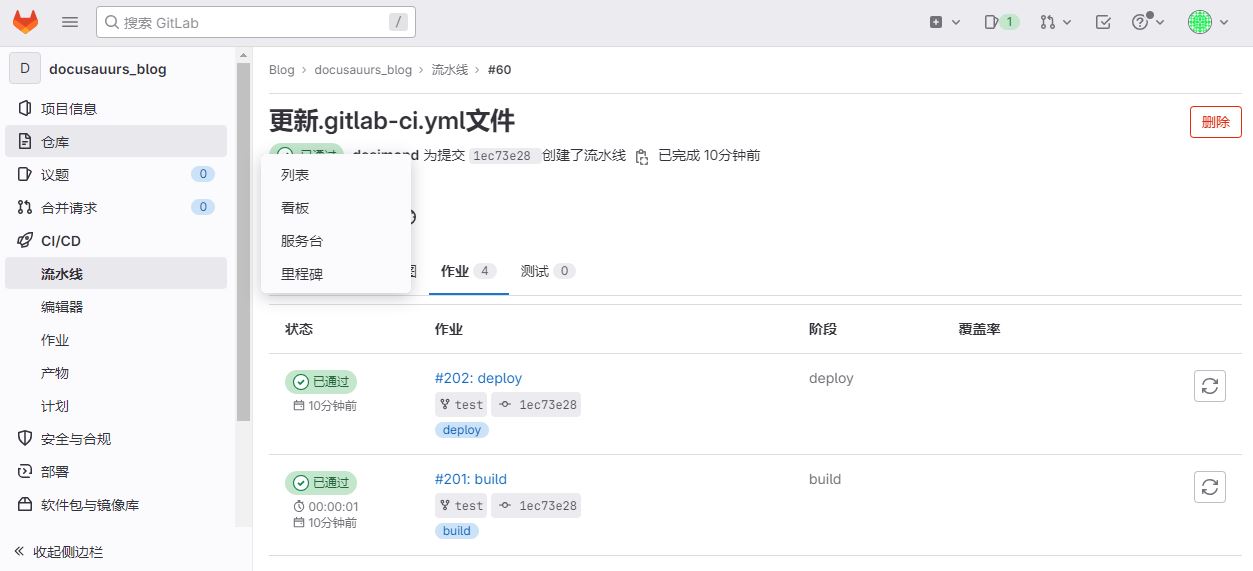 搜索 GitLab /
1
D docusauurs_blog
项目信息
仓库
议题 0
合并请求 0
CI/CD
流水线
编辑器
作业
产物
计划
安全与合规
部署
软件包与镜像库
收起侧边栏
Blog › docusauurs_blog › 流水线 › #60
更新.gitlab-ci.yml文件
删除
已通过 desimond 为提交 1ec73e28 创建了流水线 已完成 10分钟前
列表
看板
服务台
里程碑
图 作业 4 测试 0
状态 作业 阶段 覆盖率
已通过 #202: deploy deploy
10分钟前 test 1ec73e28
deploy
已通过 #201: build build
00:00:01 test 1ec73e28
10分钟前
build